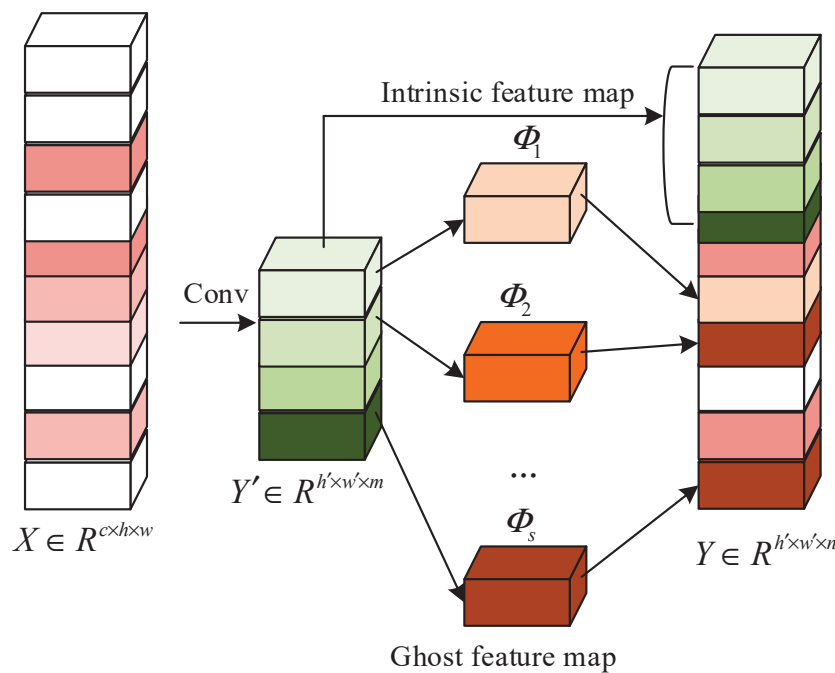 Intrinsic feature map
Φ₁
Conv
Φ₂
...
Y′ ∈ R^{h′×w′×m}
X ∈ R^{c×h×w}
Φₛ
Y ∈ R^{h′×w′×n}
Ghost feature map